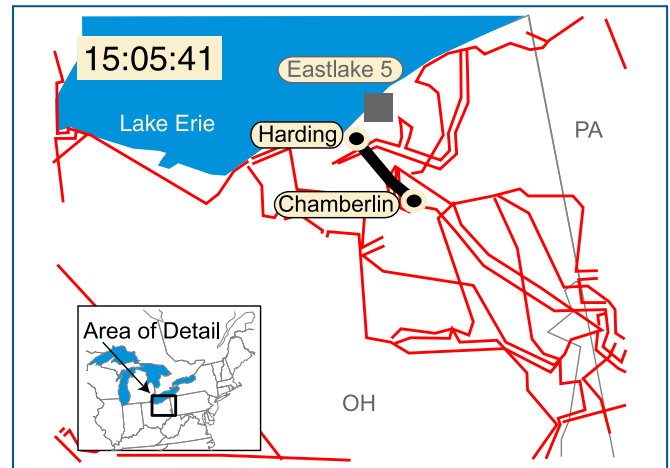 15:05:41
Eastlake 5
Lake Erie
Harding
PA
Chamberlin
Area of Detail
OH